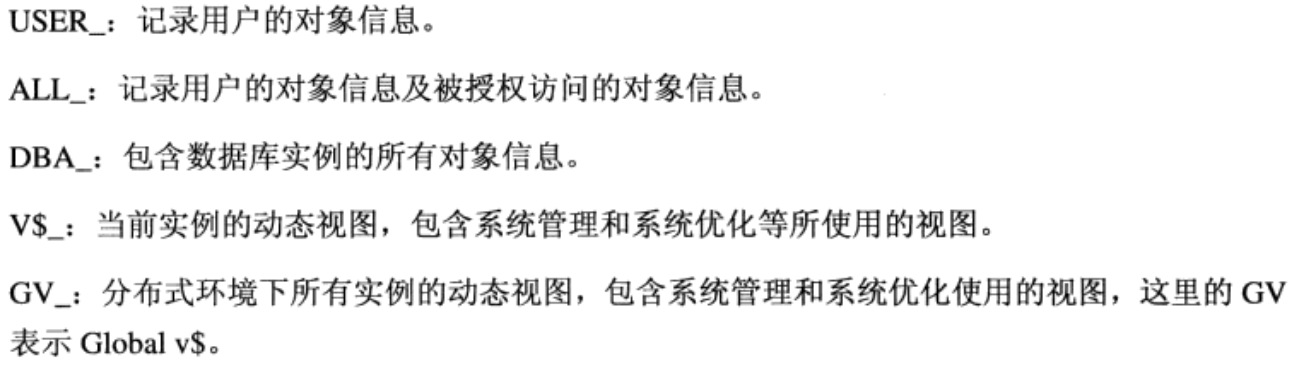 USER_：记录用户的对象信息。
ALL_：记录用户的对象信息及被授权访问的对象信息。
DBA_：包含数据库实例的所有对象信息。
V$_：当前实例的动态视图，包含系统管理和系统优化等所使用的视图。
GV_：分布式环境下所有实例的动态视图，包含系统管理和系统优化使用的视图，这里的 GV
表示 Global v$。